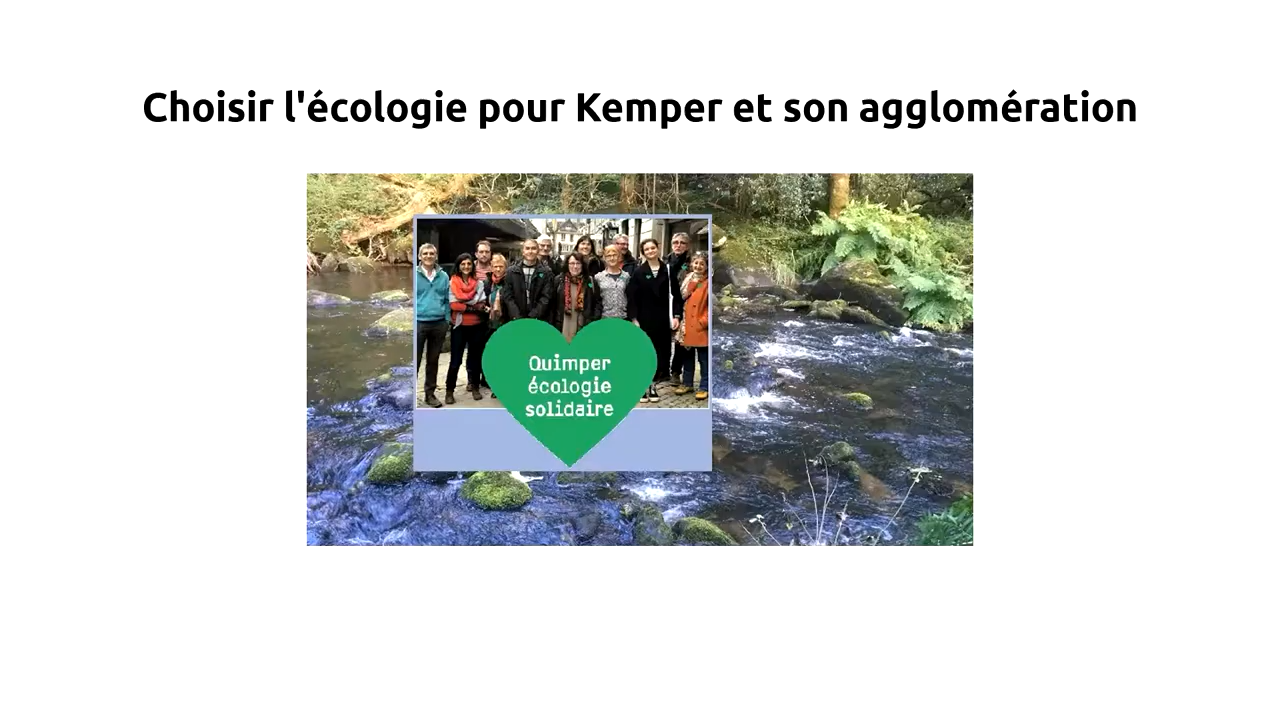 Choisir l'écologie pour Kemper et son agglomération
Quimper
écologie
solidaire